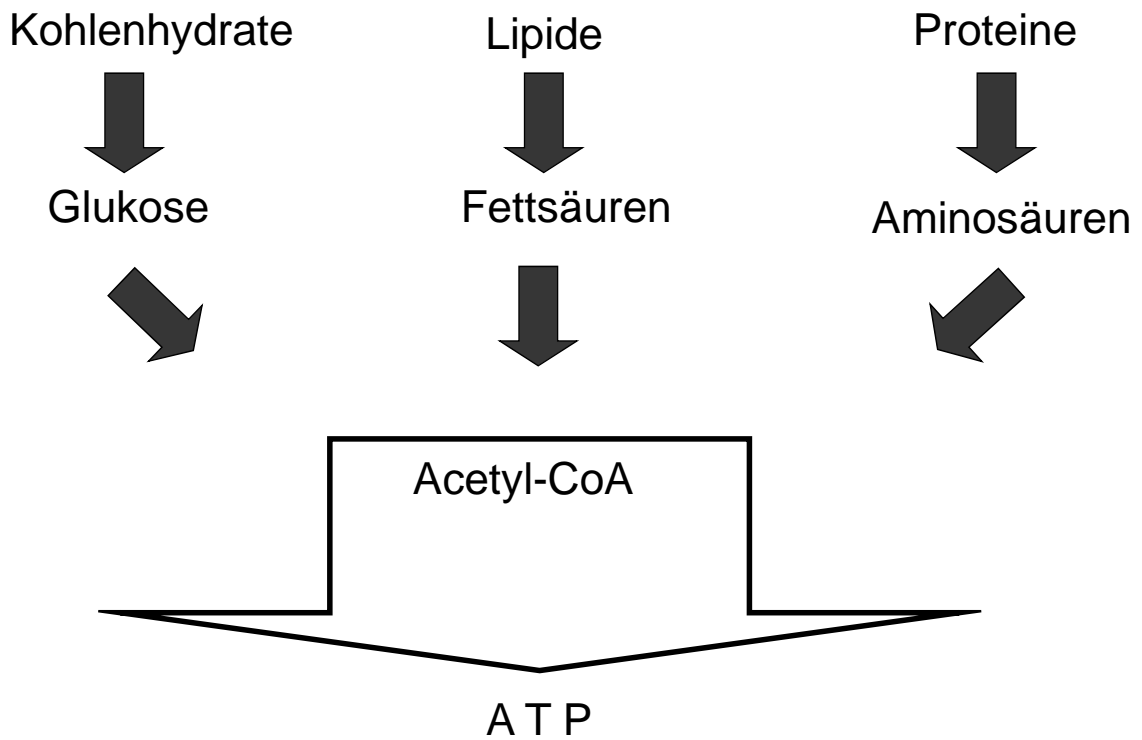 Kohlenhydrate Lipide Proteine
Glukose Fettsäuren Aminosäuren
Acetyl-CoA
A T P